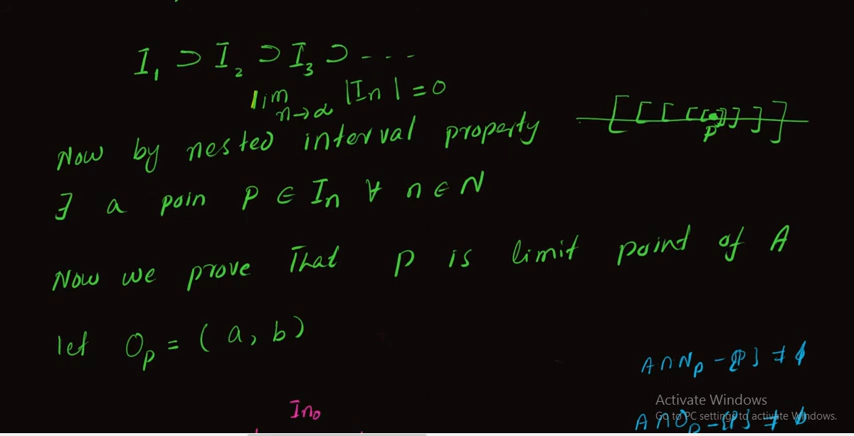 I₁ ⊃ I₂ ⊃ I₃ ⊃ ----
lim n→∞ |In| = 0
Now by nested interval property
[[[[[ ]]]]]
P
∃ a poin P ∈ In ∀ n ∈ N
Now we prove That P is limit point of A
let Op = (a, b)
A ∩ Np - {P} ≠ ϕ
In₀
Activate Windows
Go to PC settings to activate Windows.
A ∩ Op - {P} ≠ ϕ